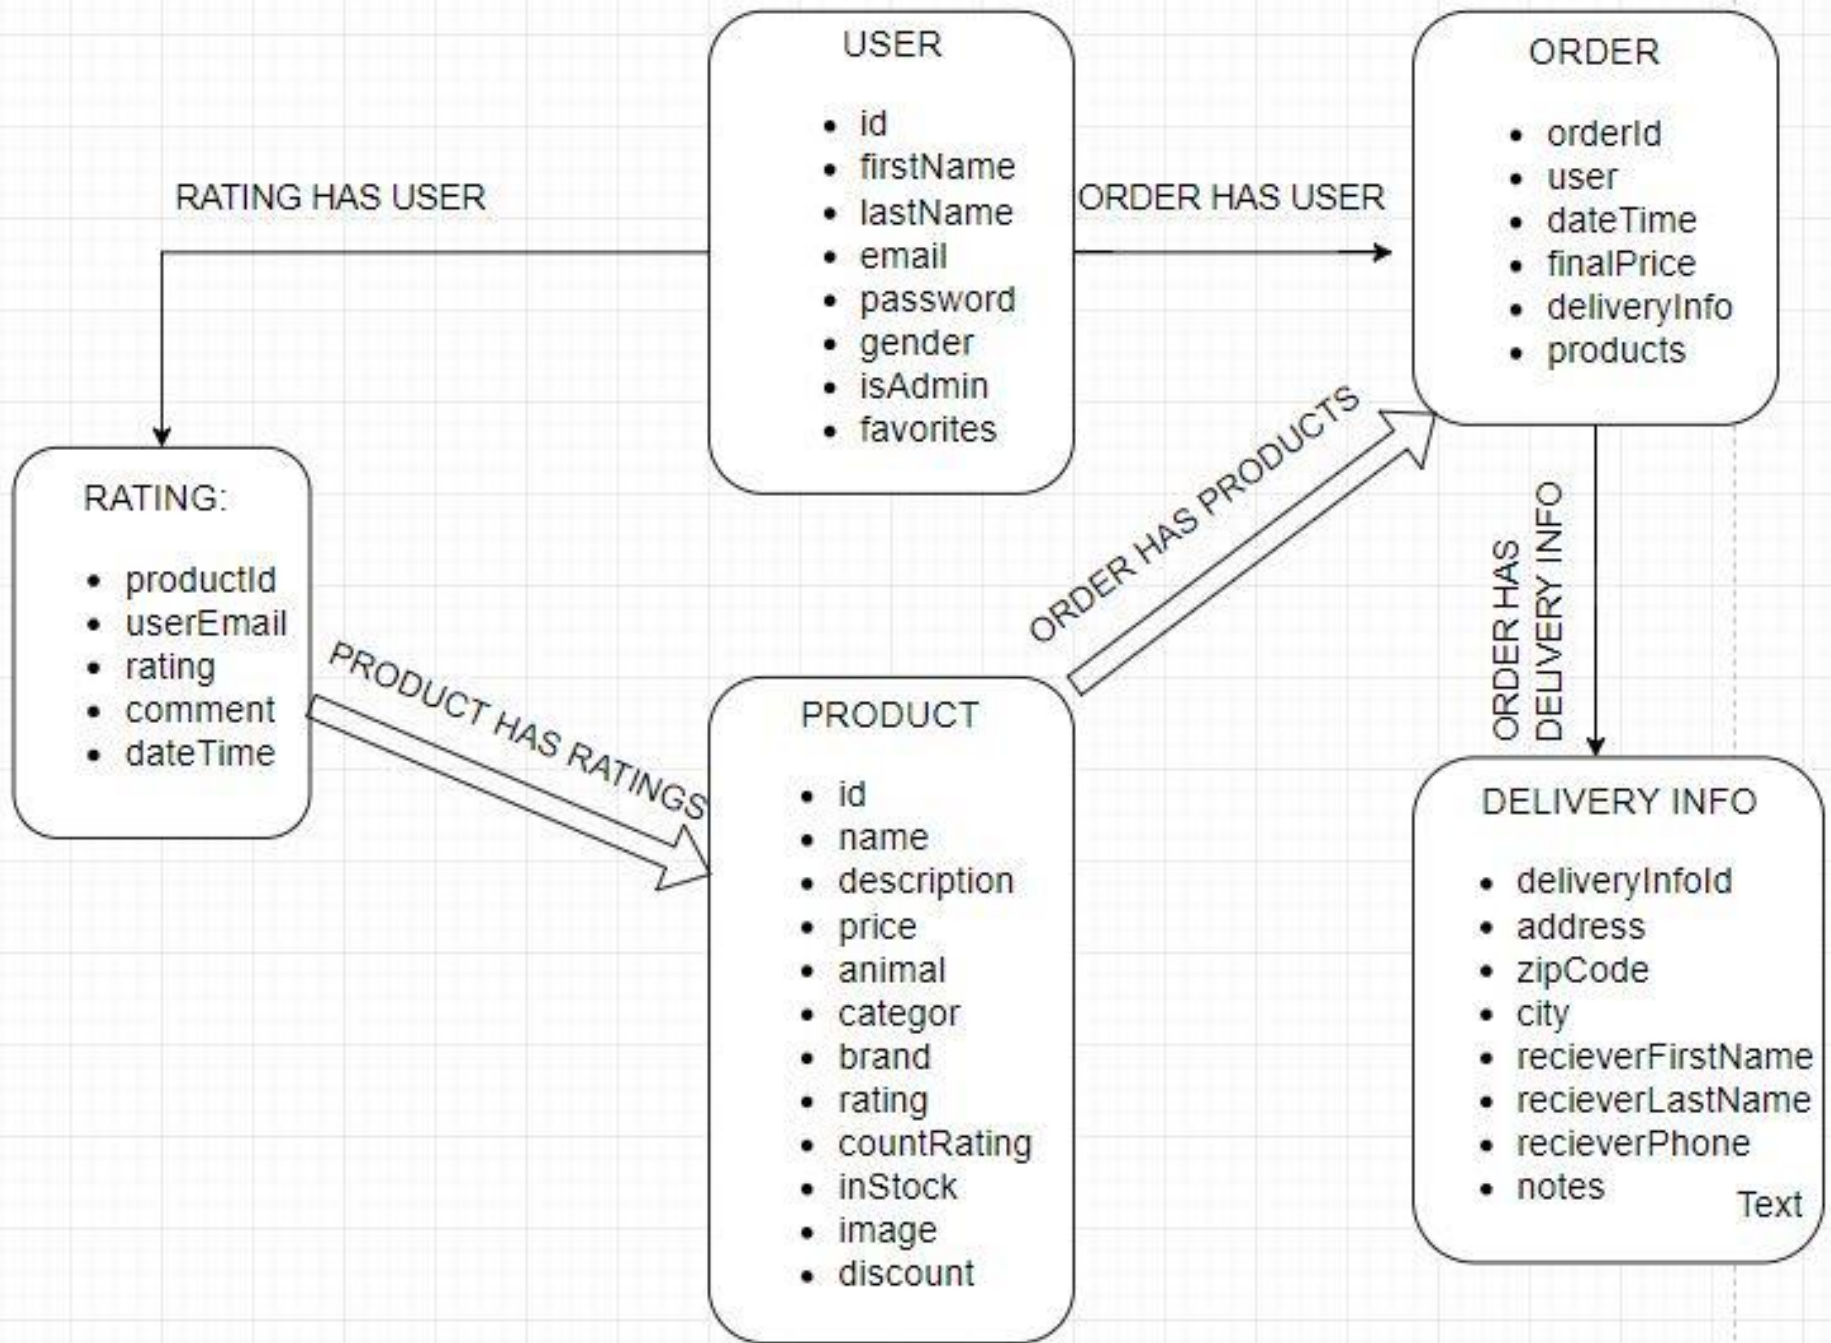 USER
id
firstName
lastName
email
password
gender
isAdmin
favorites
ORDER
orderId
user
dateTime
finalPrice
deliveryInfo
products
RATING HAS USER
ORDER HAS USER
RATING:
productId
userEmail
rating
comment
dateTime
PRODUCT HAS RATINGS
ORDER HAS PRODUCTS
ORDER HAS
DELIVERY INFO
PRODUCT
id
name
description
price
animal
categor
brand
rating
countRating
inStock
image
discount
DELIVERY INFO
deliveryInfoId
address
zipCode
city
recieverFirstName
recieverLastName
recieverPhone
notes
Text